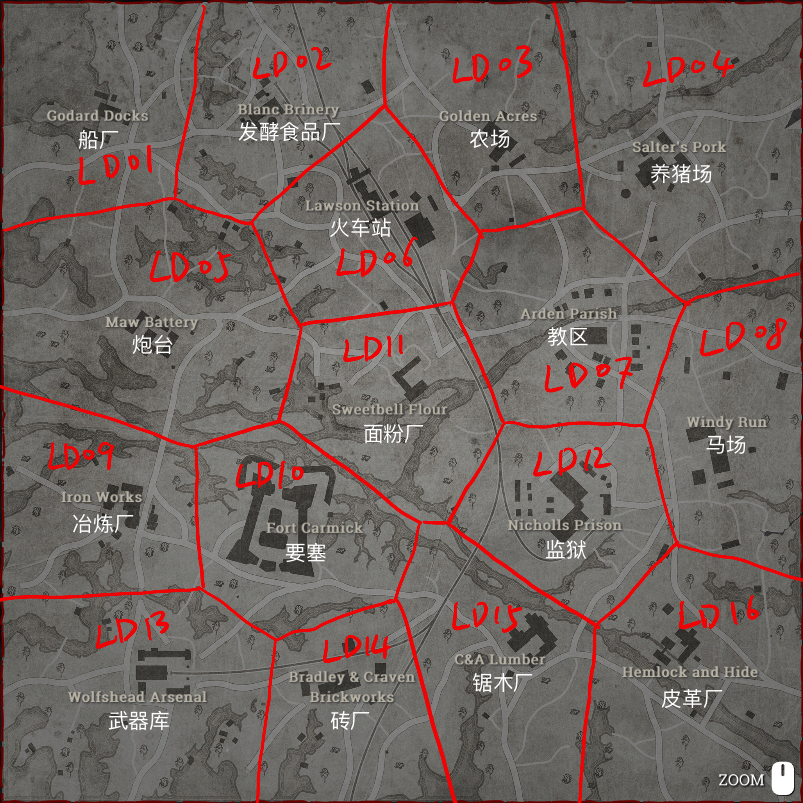 LD02
LD03
LD04
Godard Docks
船厂
LD01
Blanc Brinery
发酵食品厂
Golden Acres
农场
Salter's Pork
养猪场
Lawson Station
火车站
LD05
LD06
Maw Battery
炮台
Arden Parish
教区
LD07
LD08
LD11
Sweetbell Flour
面粉厂
Windy Run
马场
LD09
Iron Works
冶炼厂
LD10
Fort Carmick
要塞
LD12
Nicholls Prison
监狱
LD13
Wolfshead Arsenal
武器库
LD14
Bradley & Craven
Brickworks
砖厂
LD15
C&A Lumber
锯木厂
LD16
Hemlock and Hide
皮革厂
ZOOM